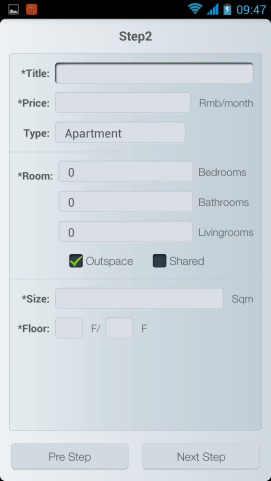 09:47
Step2
*Title:
*Price: Rmb/month
Type: Apartment
*Room: 0 Bedrooms
0 Bathrooms
0 Livingrooms
Outspace Shared
*Size: Sqm
*Floor: F/ F
Pre Step Next Step